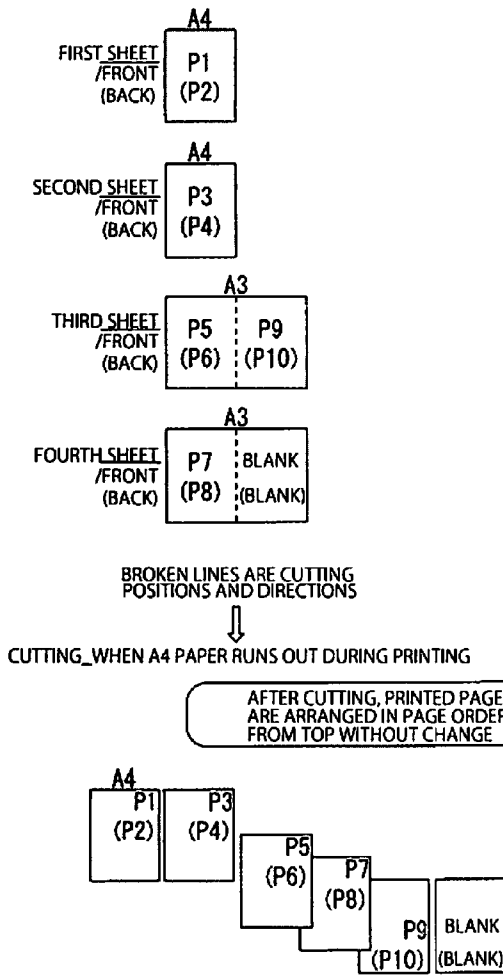 A4
FIRST SHEET
/FRONT
(BACK)
P1
(P2)
A4
SECOND SHEET
/FRONT
(BACK)
P3
(P4)
A3
THIRD SHEET
/FRONT
(BACK)
P5
(P6)
P9
(P10)
A3
FOURTH SHEET
/FRONT
(BACK)
P7
(P8)
BLANK
(BLANK)
BROKEN LINES ARE CUTTING
POSITIONS AND DIRECTIONS
CUTTING_WHEN A4 PAPER RUNS OUT DURING PRINTING
AFTER CUTTING, PRINTED PAGE
ARE ARRANGED IN PAGE ORDER
FROM TOP WITHOUT CHANGE
A4
P1
(P2)
P3
(P4)
P5
(P6)
P7
(P8)
P9
(P10)
BLANK
(BLANK)